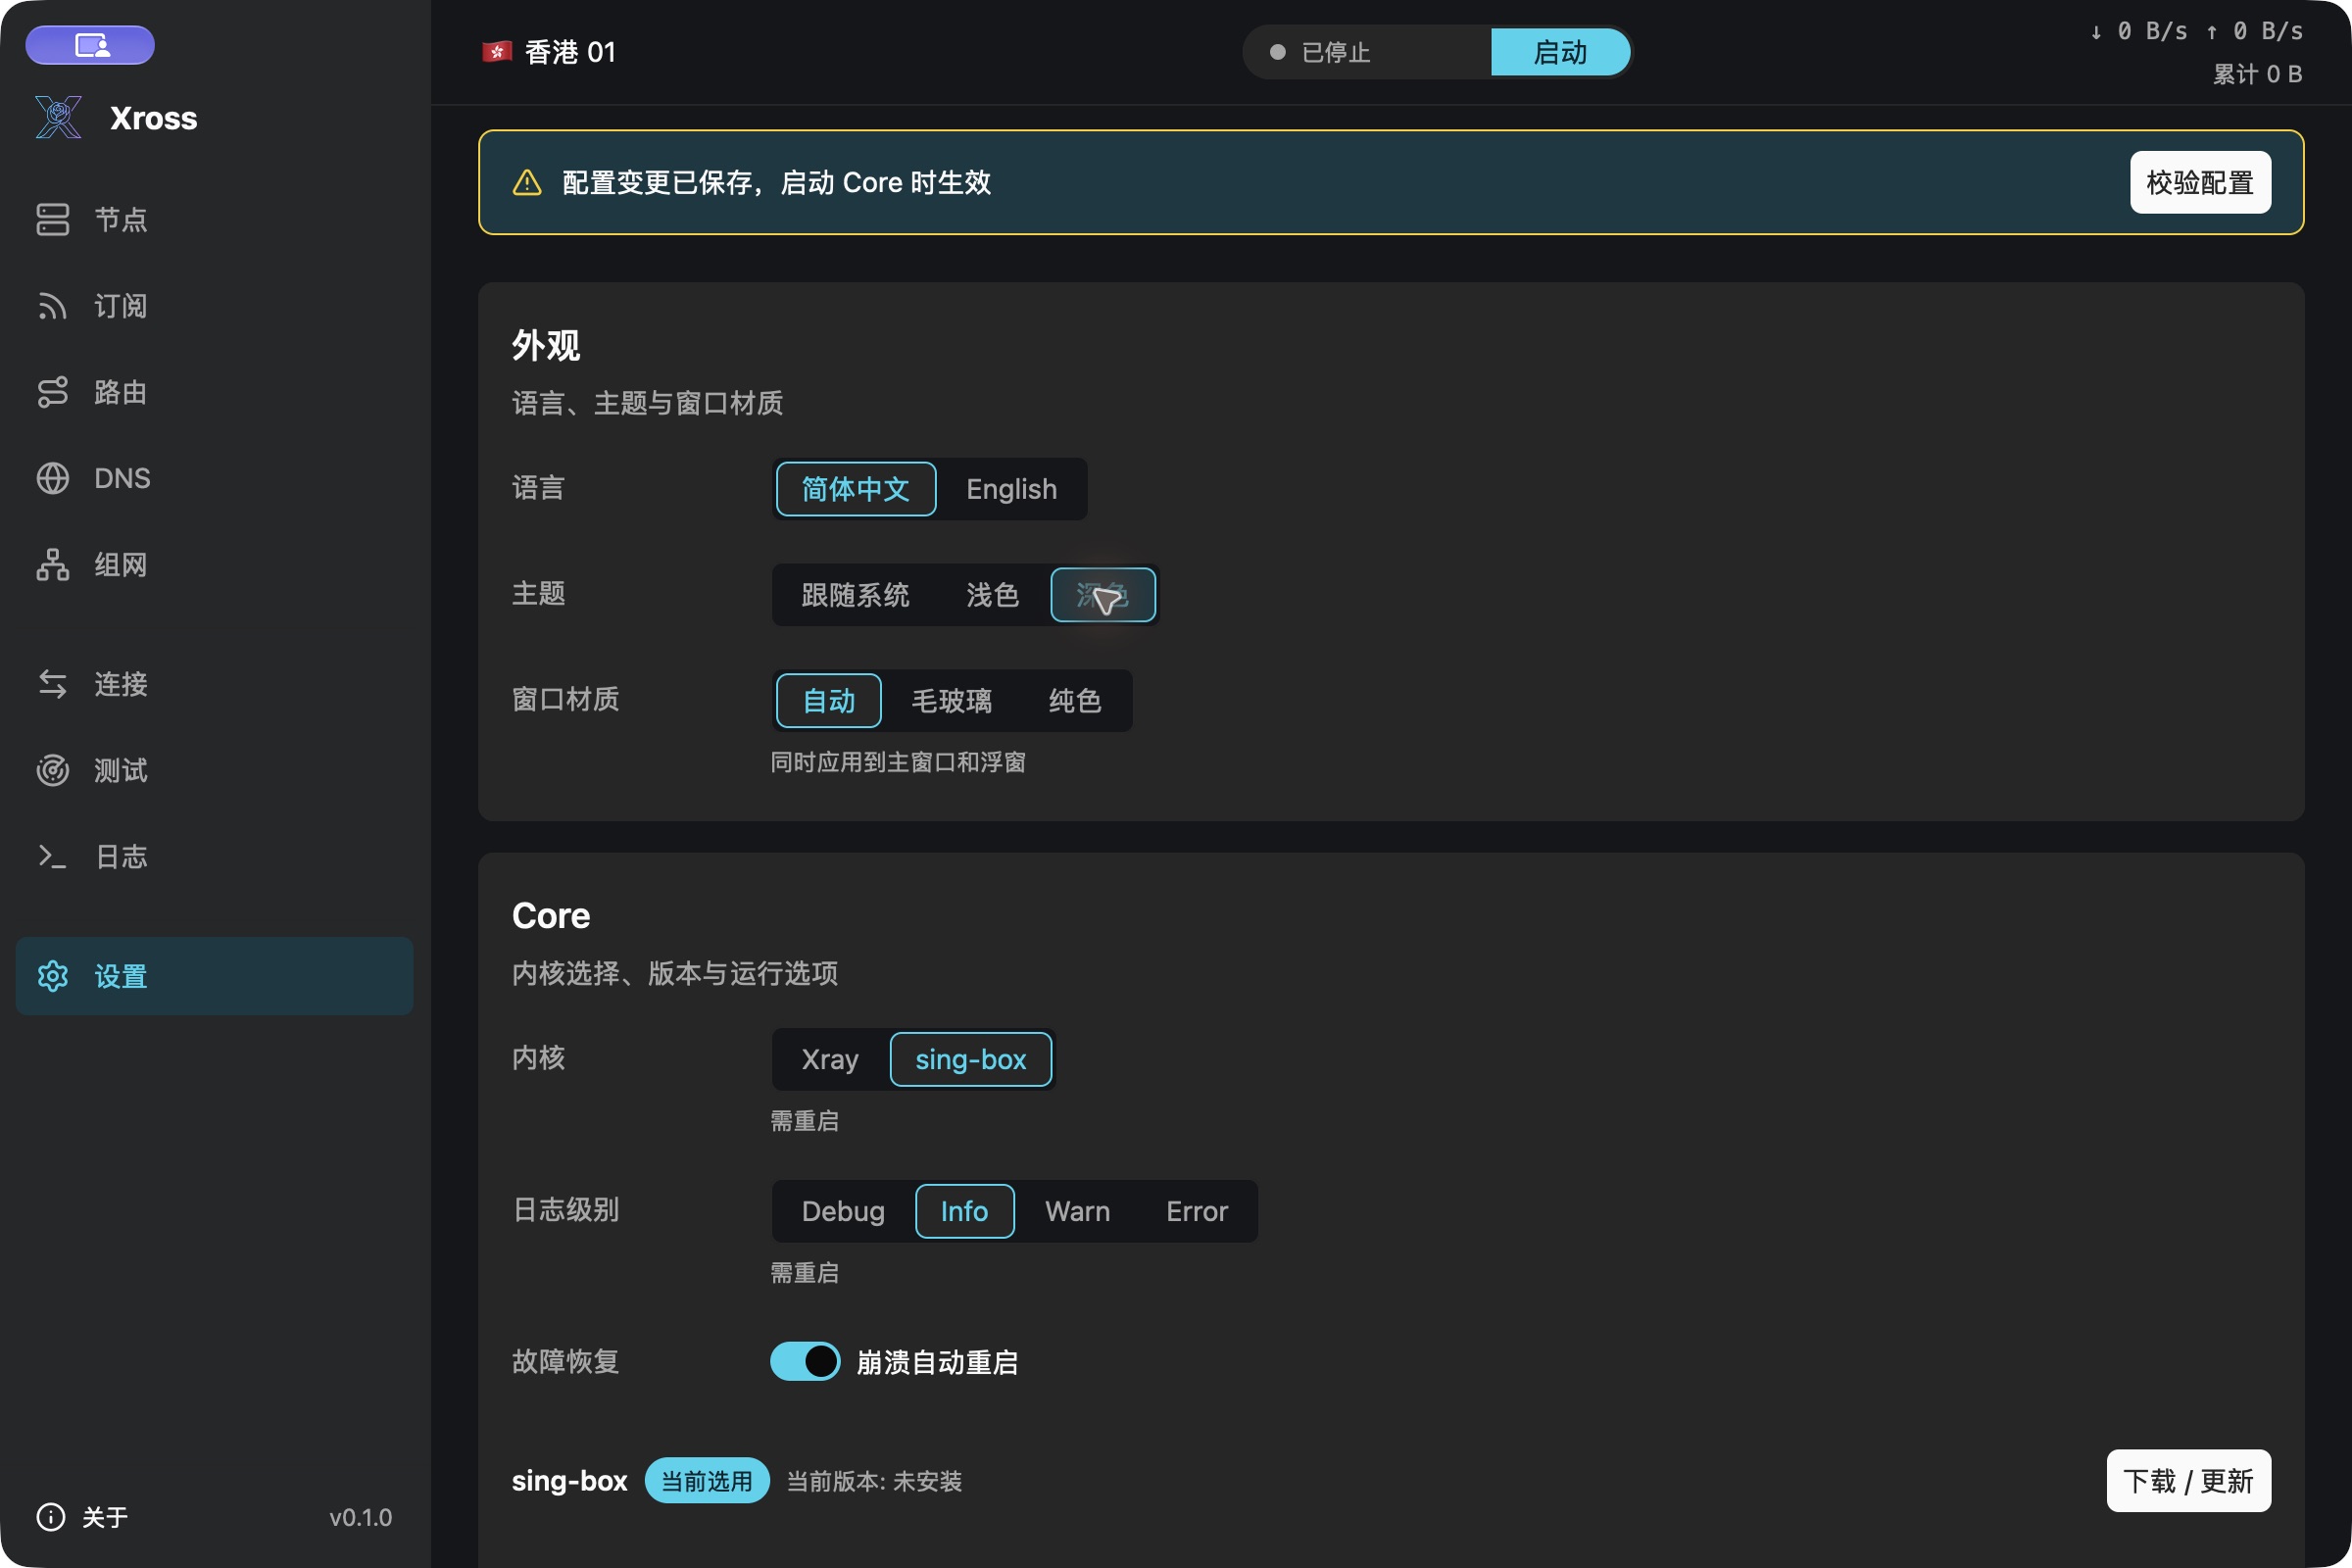 Xross
节点
订阅
路由
DNS
组网
连接
测试
日志
设置
关于 v0.1.0
香港 01
已停止 启动
↓ 0 B/s ↑ 0 B/s
累计 0 B
配置变更已保存，启动 Core 时生效 校验配置
外观
语言、主题与窗口材质
语言 简体中文 English
主题 跟随系统 浅色 深色
窗口材质 自动 毛玻璃 纯色
同时应用到主窗口和浮窗
Core
内核选择、版本与运行选项
内核 Xray sing-box
需重启
日志级别 Debug Info Warn Error
需重启
故障恢复 崩溃自动重启
sing-box 当前选用 当前版本: 未安装 下载 / 更新